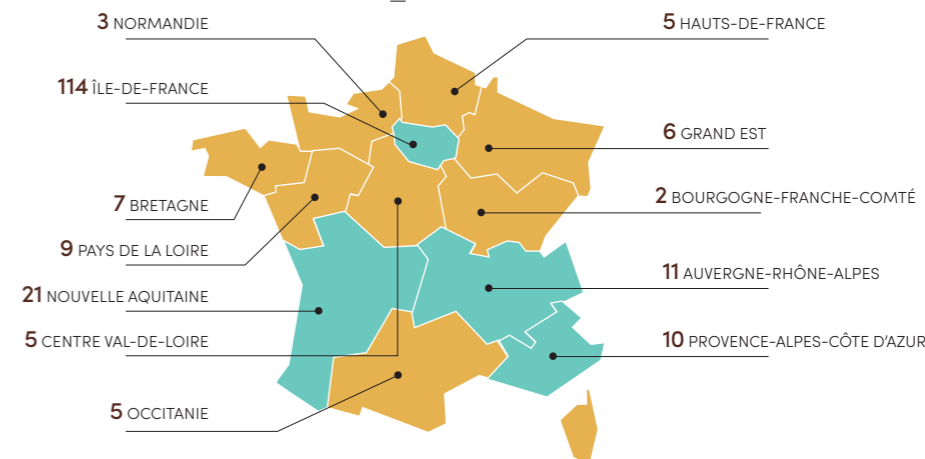 3 NORMANDIE
114 ÎLE-DE-FRANCE
7 BRETAGNE
9 PAYS DE LA LOIRE
21 NOUVELLE AQUITAINE
5 CENTRE VAL-DE-LOIRE
5 OCCITANIE
5 HAUTS-DE-FRANCE
6 GRAND EST
2 BOURGOGNE-FRANCHE-COMTÉ
11 AUVERGNE-RHÔNE-ALPES
10 PROVENCE-ALPES-CÔTE D'AZUR